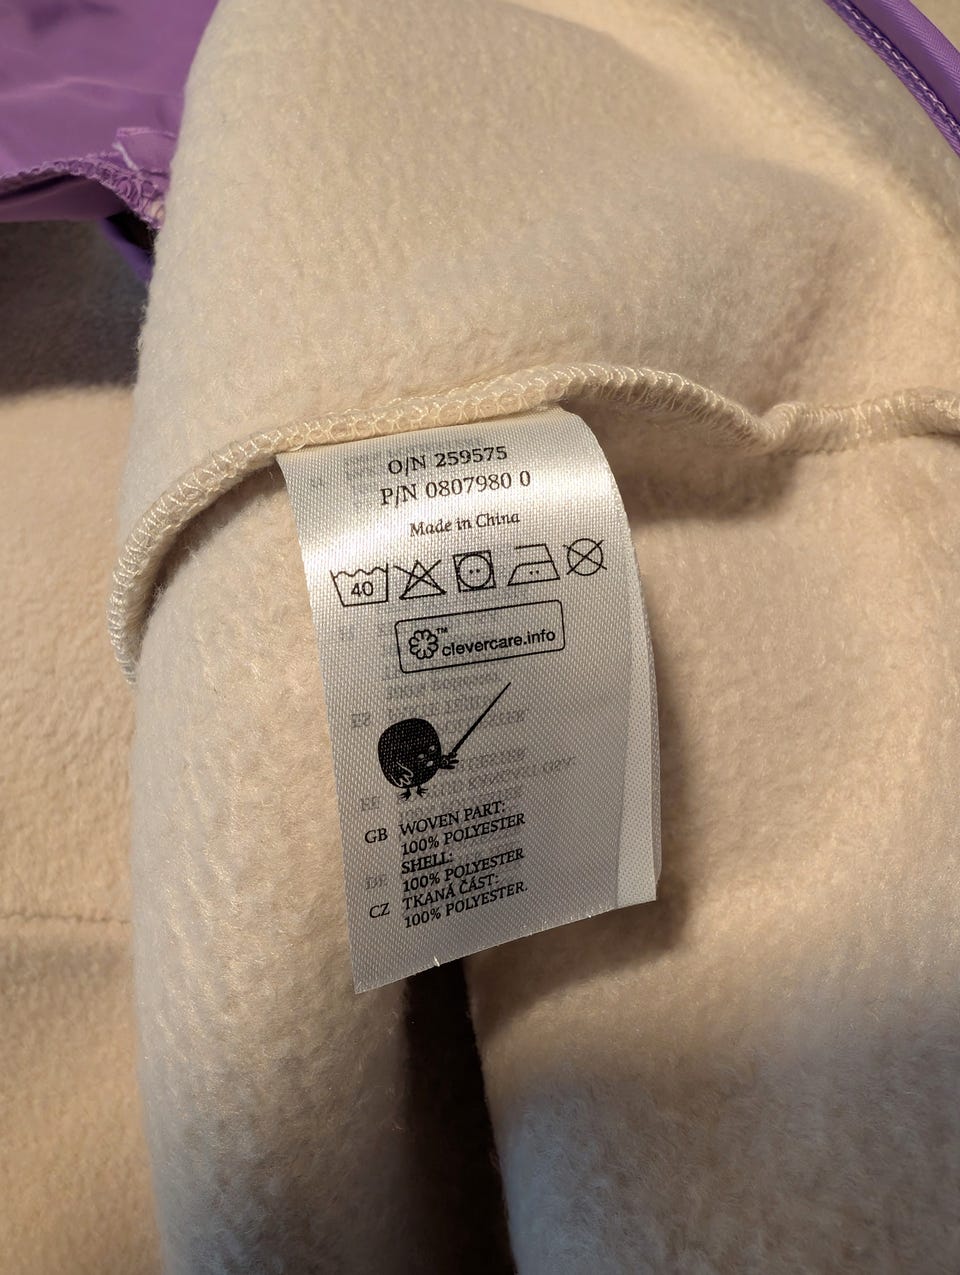 O/N 259575
P/N 0807980 0
Made in China
40
™
clevercare.info
GB WOVEN PART:
100% POLYESTER
SHELL:
100% POLYESTER
CZ TKANÁ ČÁST:
100% POLYESTER.